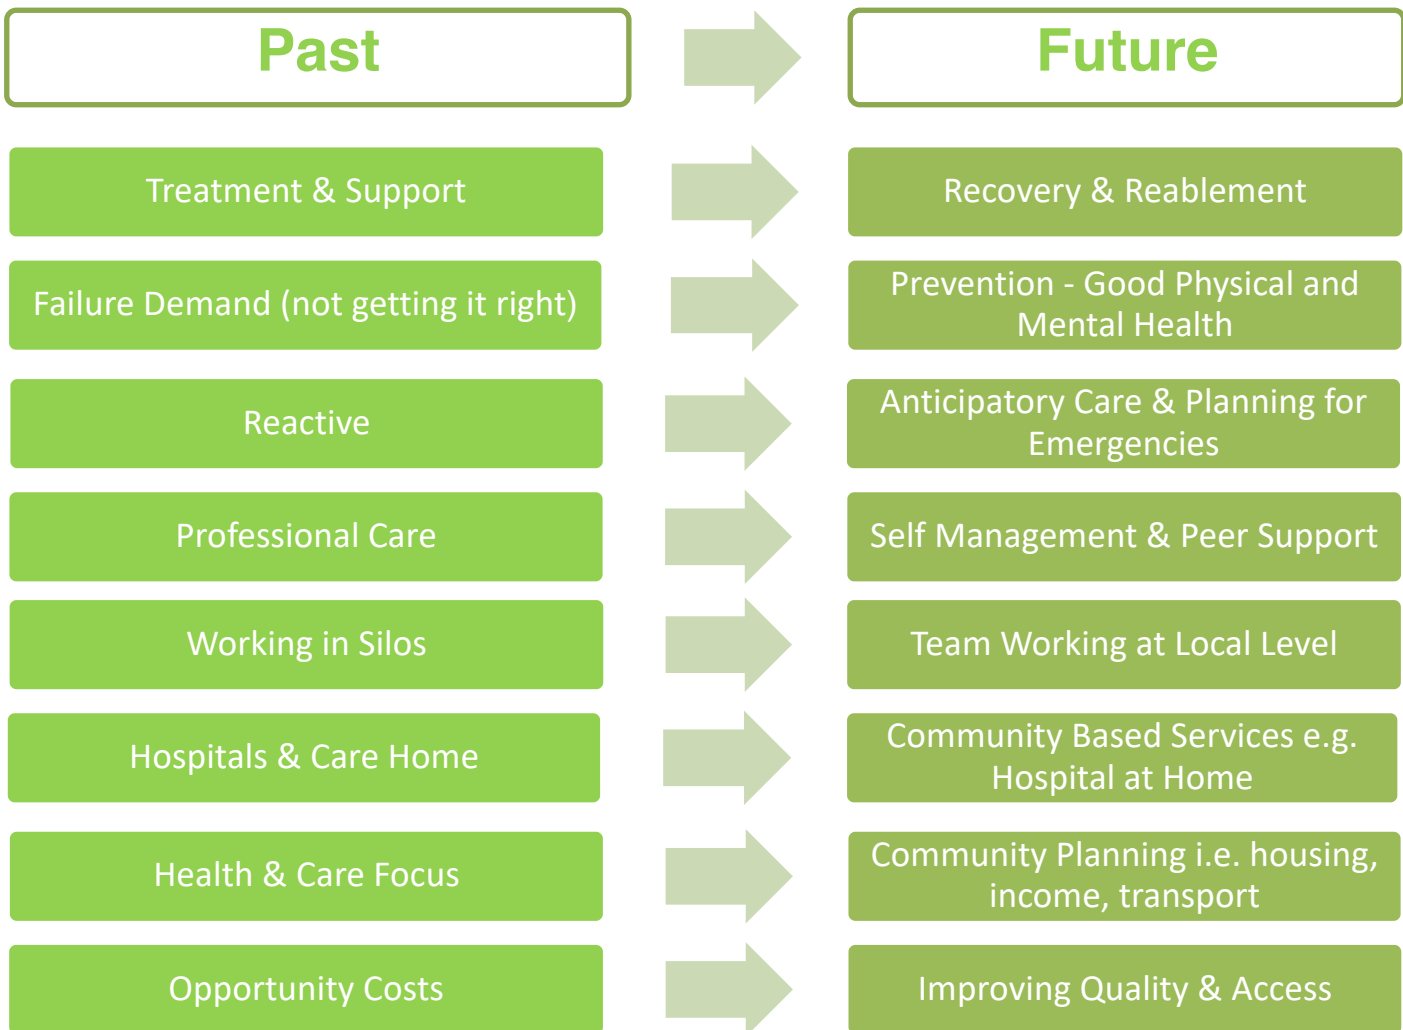 Past
Future
Treatment & Support
Recovery & Reablement
Failure Demand (not getting it right)
Prevention - Good Physical and
Mental Health
Reactive
Anticipatory Care & Planning for
Emergencies
Professional Care
Self Management & Peer Support
Working in Silos
Team Working at Local Level
Hospitals & Care Home
Community Based Services e.g.
Hospital at Home
Health & Care Focus
Community Planning i.e. housing,
income, transport
Opportunity Costs
Improving Quality & Access